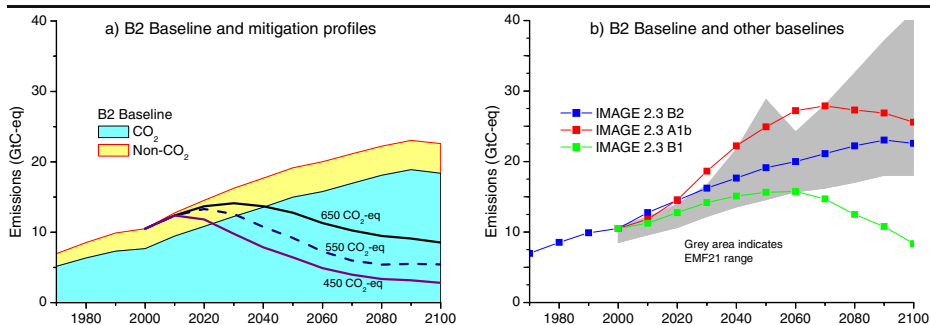 a) B2 Baseline and mitigation profiles
Emissions (GtC-eq)
40
30
20
10
0
B2 Baseline
CO₂
Non-CO₂
650 CO₂-eq
550 CO₂-eq
450 CO₂-eq
1980 2000 2020 2040 2060 2080 2100
b) B2 Baseline and other baselines
Emissions (GtC-eq)
40
30
20
10
0
IMAGE 2.3 B2
IMAGE 2.3 A1b
IMAGE 2.3 B1
Grey area indicates
EMF21 range
1980 2000 2020 2040 2060 2080 2100